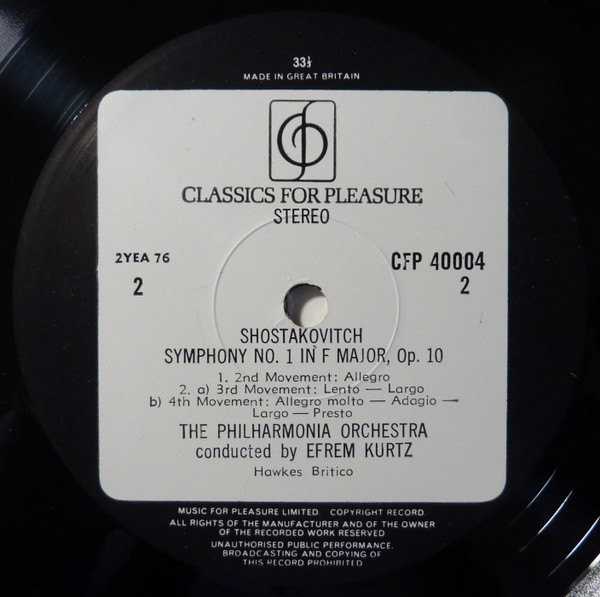 33⅓
MADE IN GREAT BRITAIN
CLASSICS FOR PLEASURE
STEREO
2YEA 76
2
CFP 40004
2
SHOSTAKOVITCH
SYMPHONY NO. 1 IN F MAJOR, Op. 10
1. 2nd Movement: Allegro
2. a) 3rd Movement: Lento — Largo
b) 4th Movement: Allegro molto — Adagio —
Largo — Presto
THE PHILHARMONIA ORCHESTRA
conducted by EFREM KURTZ
Hawkes Britico
MUSIC FOR PLEASURE LIMITED. COPYRIGHT RECORD
ALL RIGHTS OF THE MANUFACTURER AND OF THE OWNER
OF THE RECORDED WORK RESERVED
UNAUTHORISED PUBLIC PERFORMANCE,
BROADCASTING AND COPYING OF
THIS RECORD PROHIBITED